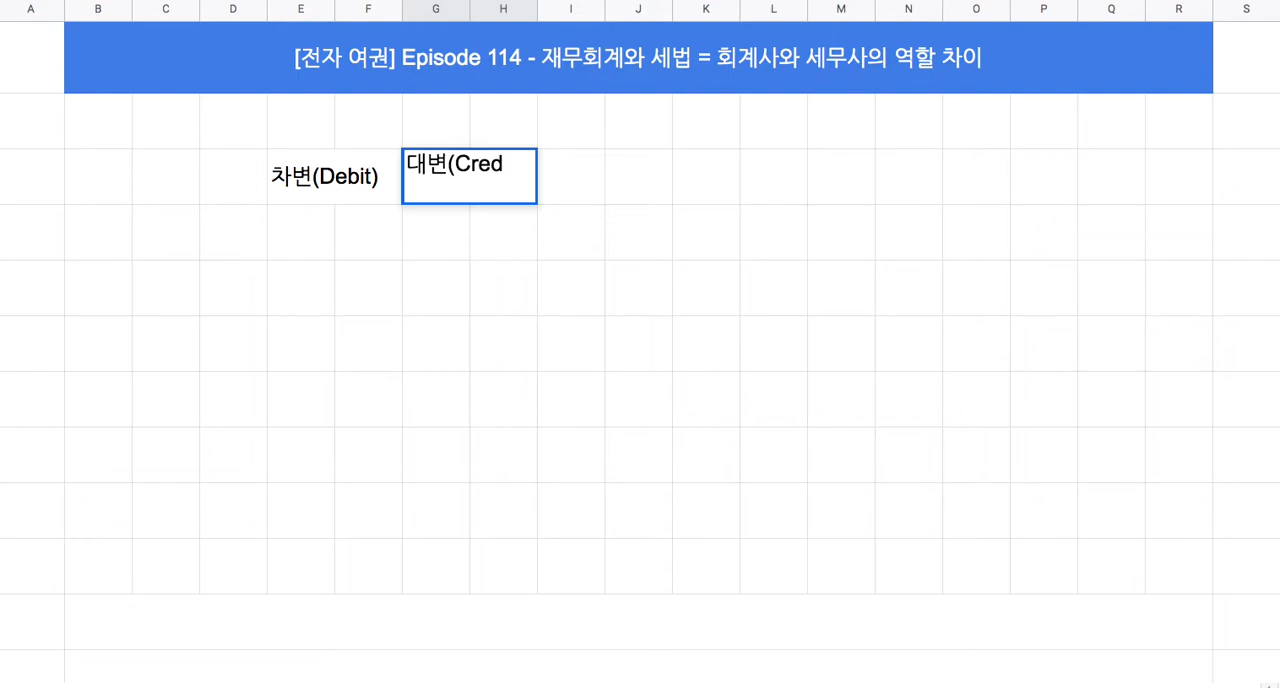 A B C D E F G H I J K L M N O P Q R S
[전자 여권] Episode 114 - 재무회계와 세법 = 회계사와 세무사의 역할 차이
차변(Debit) 대변(Cred